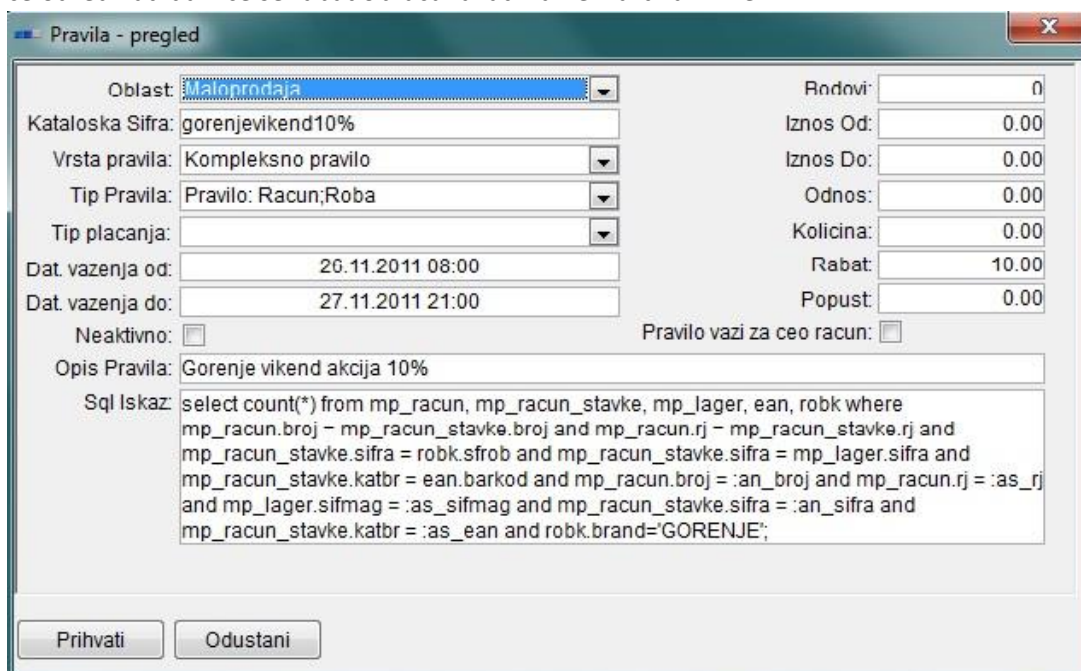 Pravila - pregled
Oblast: Maloprodaja
Bodovi: 0
Kataloska Sifra: gorenjevikend10%
Iznos Od: 0.00
Vrsta pravila: Kompleksno pravilo
Iznos Do: 0.00
Tip Pravila: Pravilo: Racun;Roba
Odnos: 0.00
Tip placanja:
Kolicina: 0.00
Dat. vazenja od: 26.11.2011 08:00
Rabat: 10.00
Dat. vazenja do: 27.11.2011 21:00
Popust: 0.00
Neaktivno:
Pravilo vazi za ceo racun:
Opis Pravila: Gorenje vikend akcija 10%
Sql Iskaz: select count(*) from mp_racun, mp_racun_stavke, mp_lager, ean, robk where
mp_racun.broj = mp_racun_stavke.broj and mp_racun.rj = mp_racun_stavke.rj and
mp_racun_stavke.sifra = robk.sfrob and mp_racun_stavke.sifra = mp_lager.sifra and
mp_racun_stavke.katbr = ean.barkod and mp_racun.broj = :an_broj and mp_racun.rj = :as_rj
and mp_lager.sifmag = :as_sifmag and mp_racun_stavke.sifra = :an_sifra and
mp_racun_stavke.katbr = :as_ean and robk.brand='GORENJE';
Prihvati
Odustani